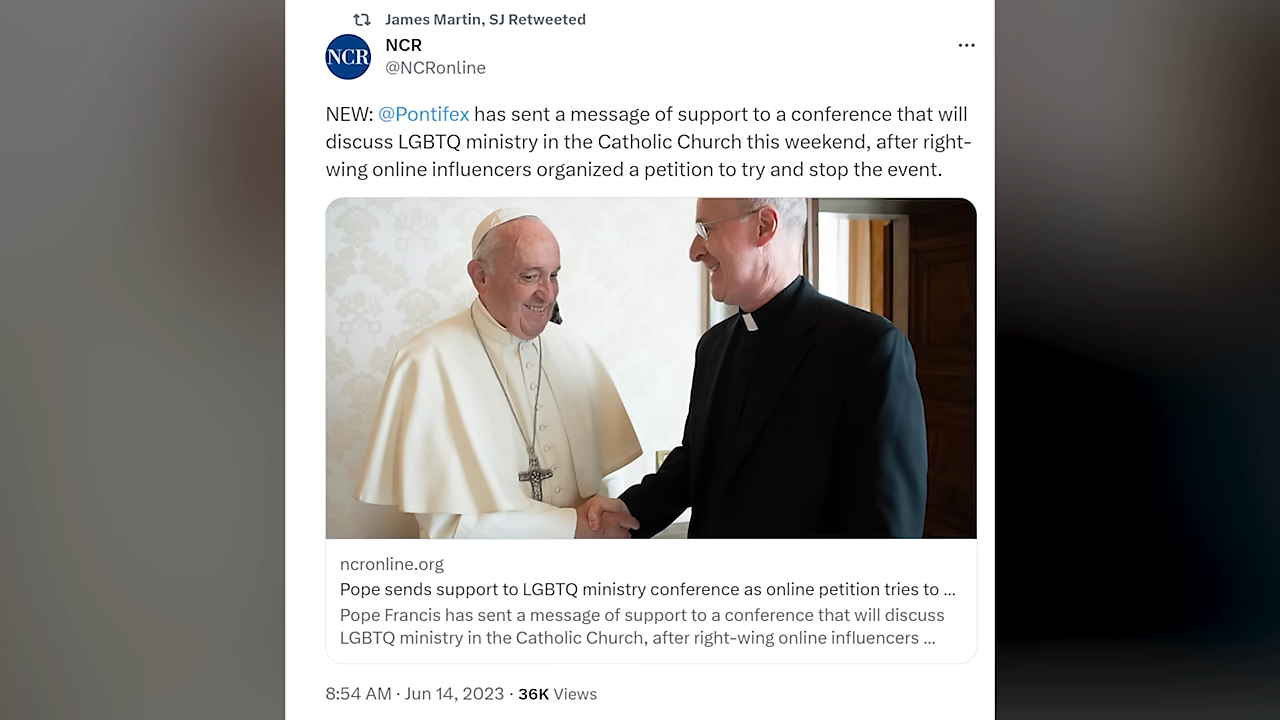 James Martin, SJ Retweeted
NCR
NCR
@NCRonline
NEW: @Pontifex has sent a message of support to a conference that will
discuss LGBTQ ministry in the Catholic Church this weekend, after right-
wing online influencers organized a petition to try and stop the event.
ncronline.org
Pope sends support to LGBTQ ministry conference as online petition tries to ...
Pope Francis has sent a message of support to a conference that will discuss
LGBTQ ministry in the Catholic Church, after right-wing online influencers ...
8:54 AM · Jun 14, 2023 · 36K Views